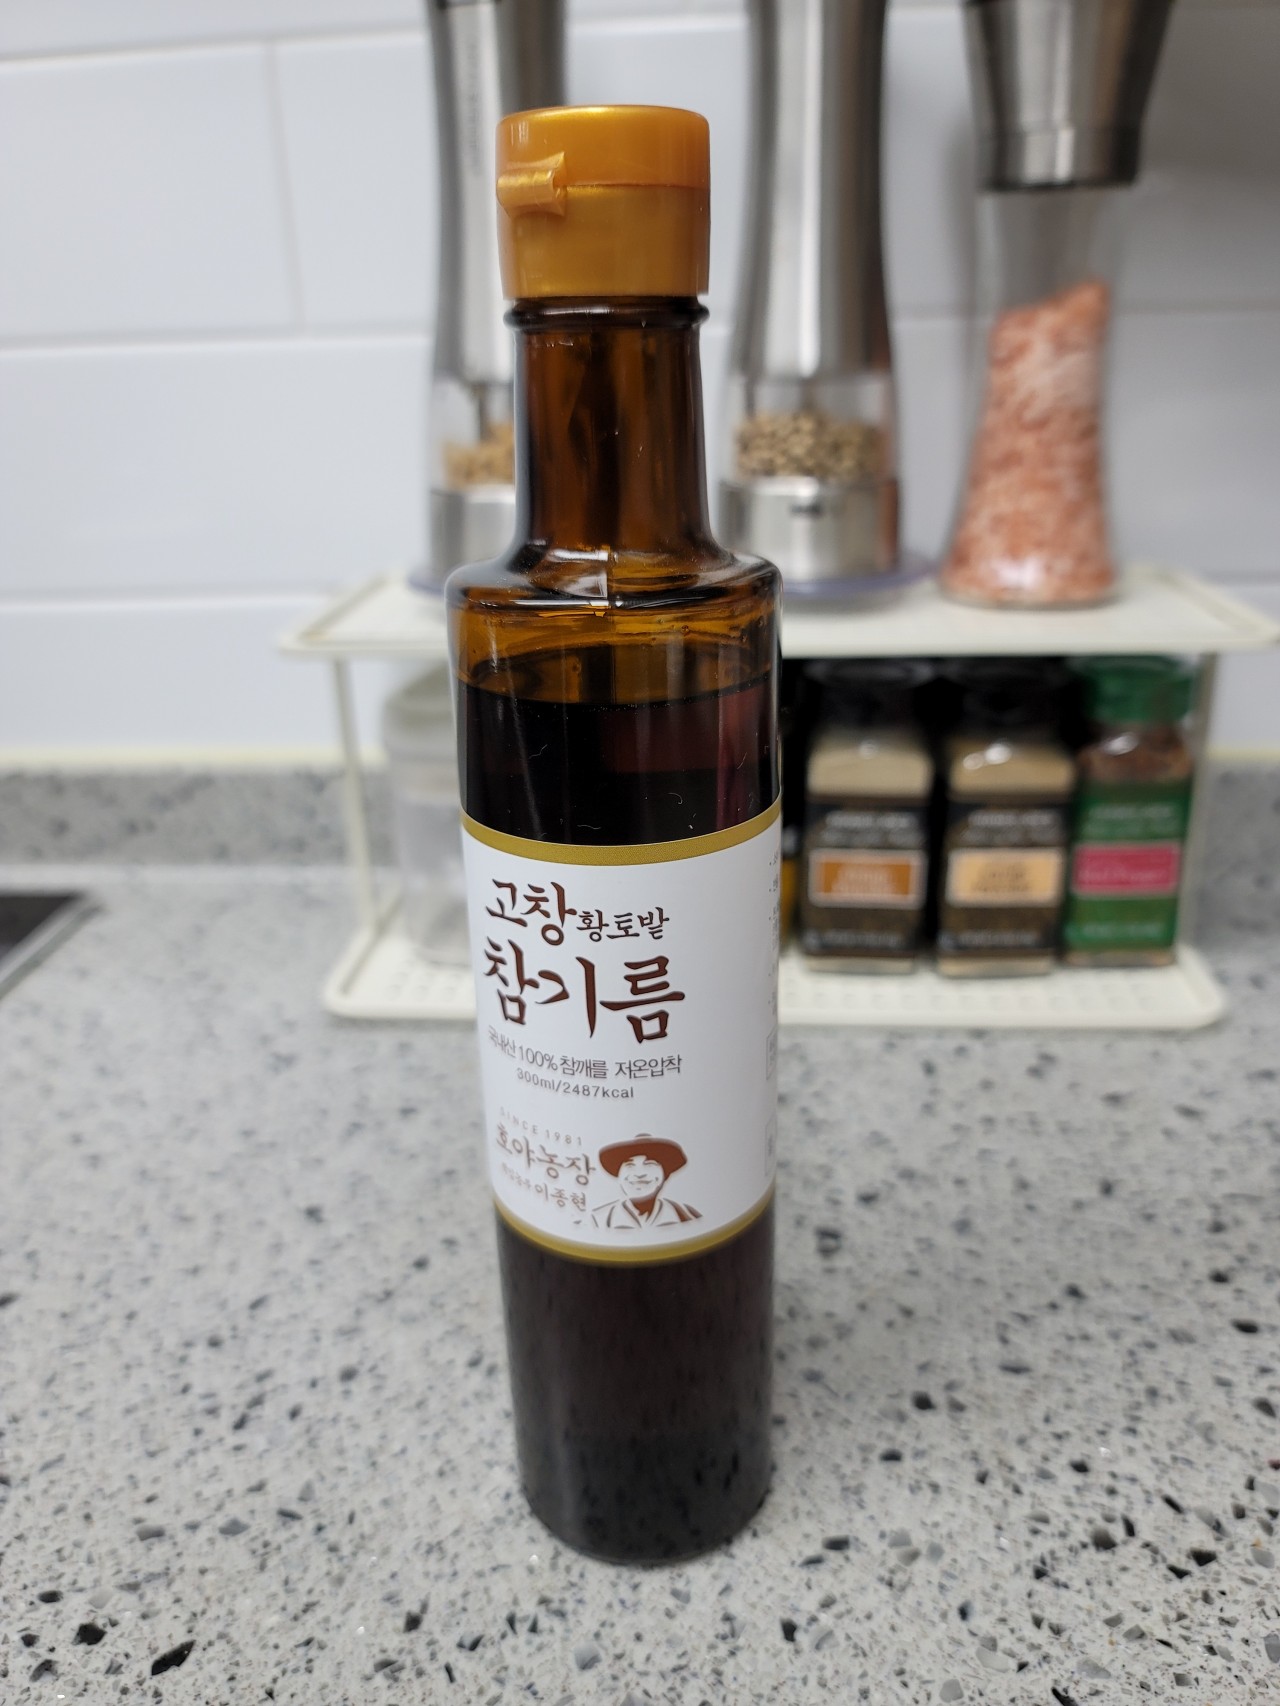 고창 황토밭
참기름
국내산 100% 참깨를 저온압착
300ml/2487kcal
SINCE 1981
호야농장
이종현